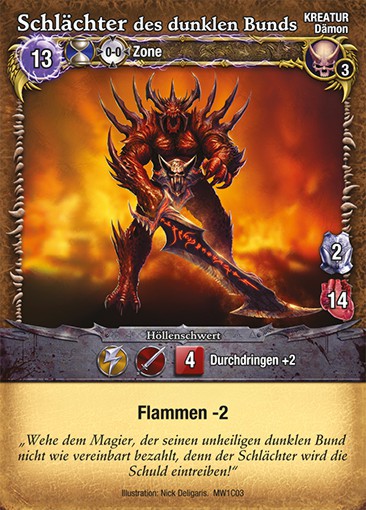 Schlächter des dunklen Bunds
KREATUR
Dämon
13
0-0 Zone
3
2
14
Höllenschwert
4 Durchdringen +2
Flammen -2
„Wehe dem Magier, der seinen unheiligen dunklen Bund
nicht wie vereinbart bezahlt, denn der Schlächter wird die
Schuld eintreiben!“
Illustration: Nick Deligaris. MW1C03